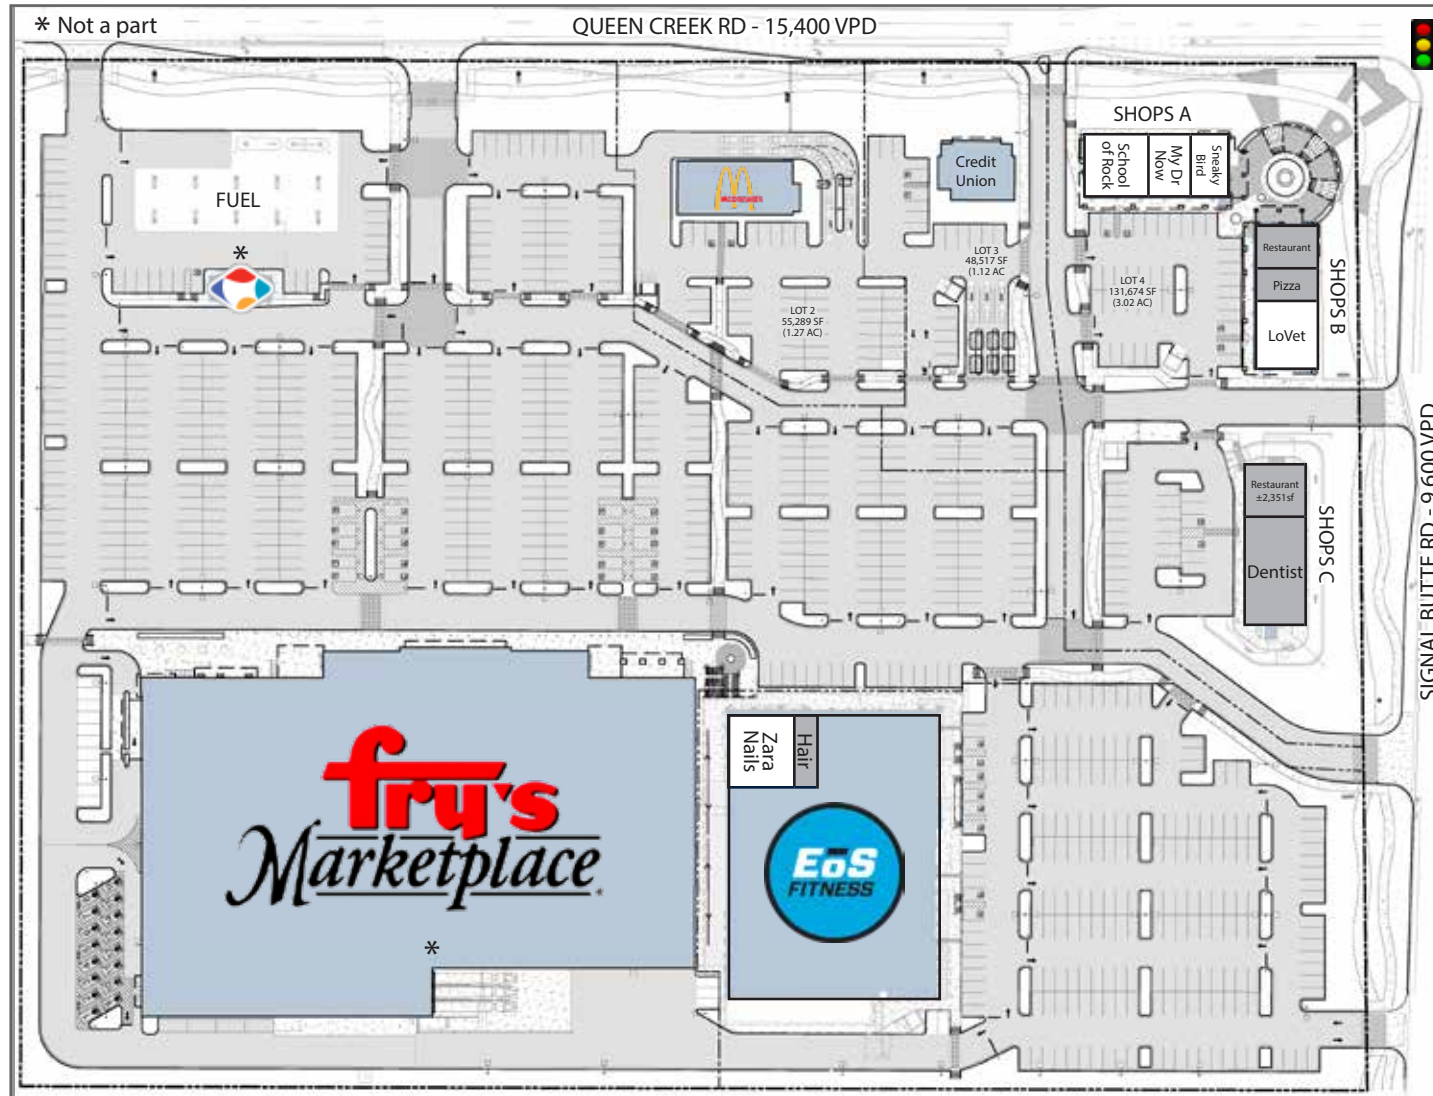 * Not a part
QUEEN CREEK RD - 15,400 VPD
SHOPS A
School
of Rock
My Dr
Now
Sneaky
Bird
Credit
Union
McDonald's
FUEL
*
Restaurant
Pizza
LoVet
SHOPS B
LOT 3
48,517 SF
(1.12 AC
LOT 4
131,674 SF
(3.02 AC)
LOT 2
55,289 SF
(1.27 AC)
SIGNAL BUTTE RD - 9,600 VPD
Restaurant
±2,351sf
Dentist
SHOPS C
Zara
Nails
Hair
fry's
Marketplace
EōS
FITNESS
*